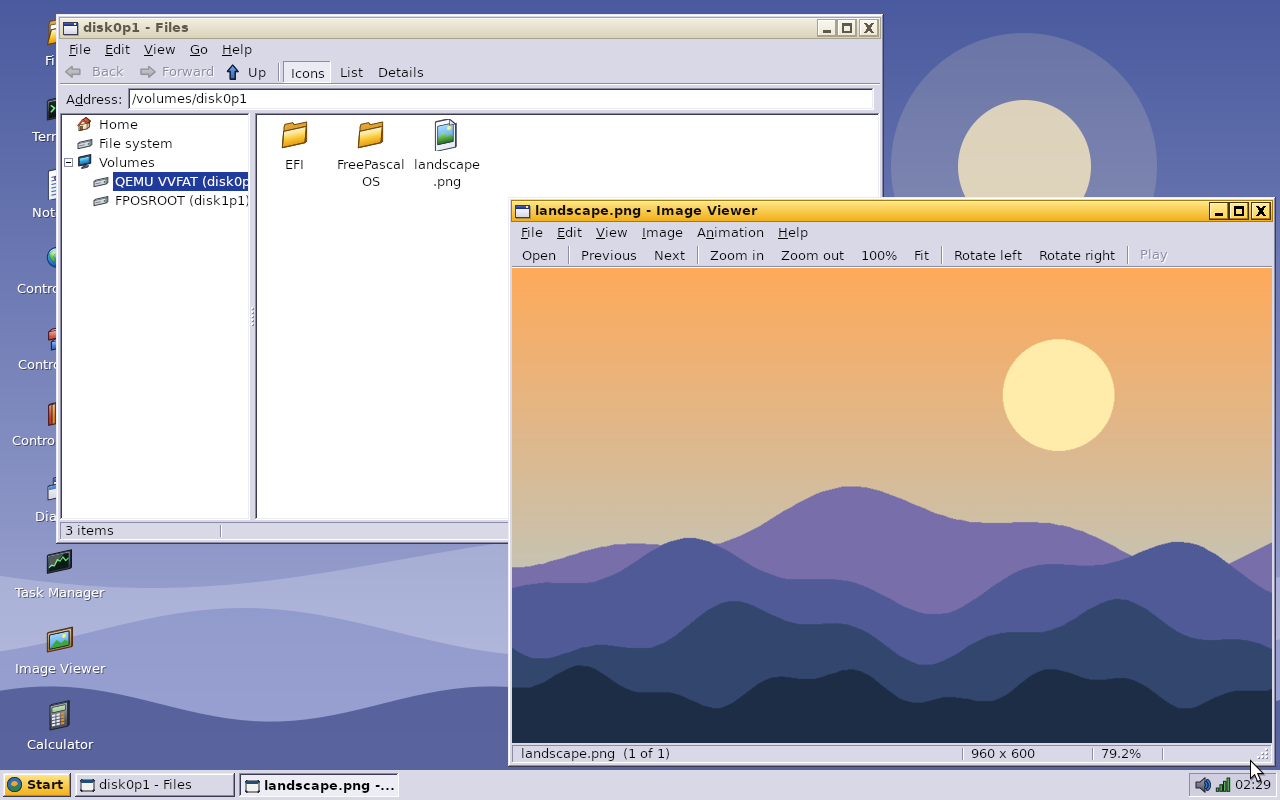 disk0p1 - Files
File Edit View Go Help
Back Forward Up Icons List Details
Address: /volumes/disk0p1
Home
File system
Volumes
QEMU VVFAT (disk0p
FPOSROOT (disk1p1)
EFI
FreePascal
OS
landscape
.png
3 items
landscape.png - Image Viewer
File Edit View Image Animation Help
Open Previous Next Zoom in Zoom out 100% Fit Rotate left Rotate right Play
landscape.png (1 of 1) 960 x 600 79.2%
Task Manager
Image Viewer
Calculator
Start disk0p1 - Files landscape.png -... 02:29